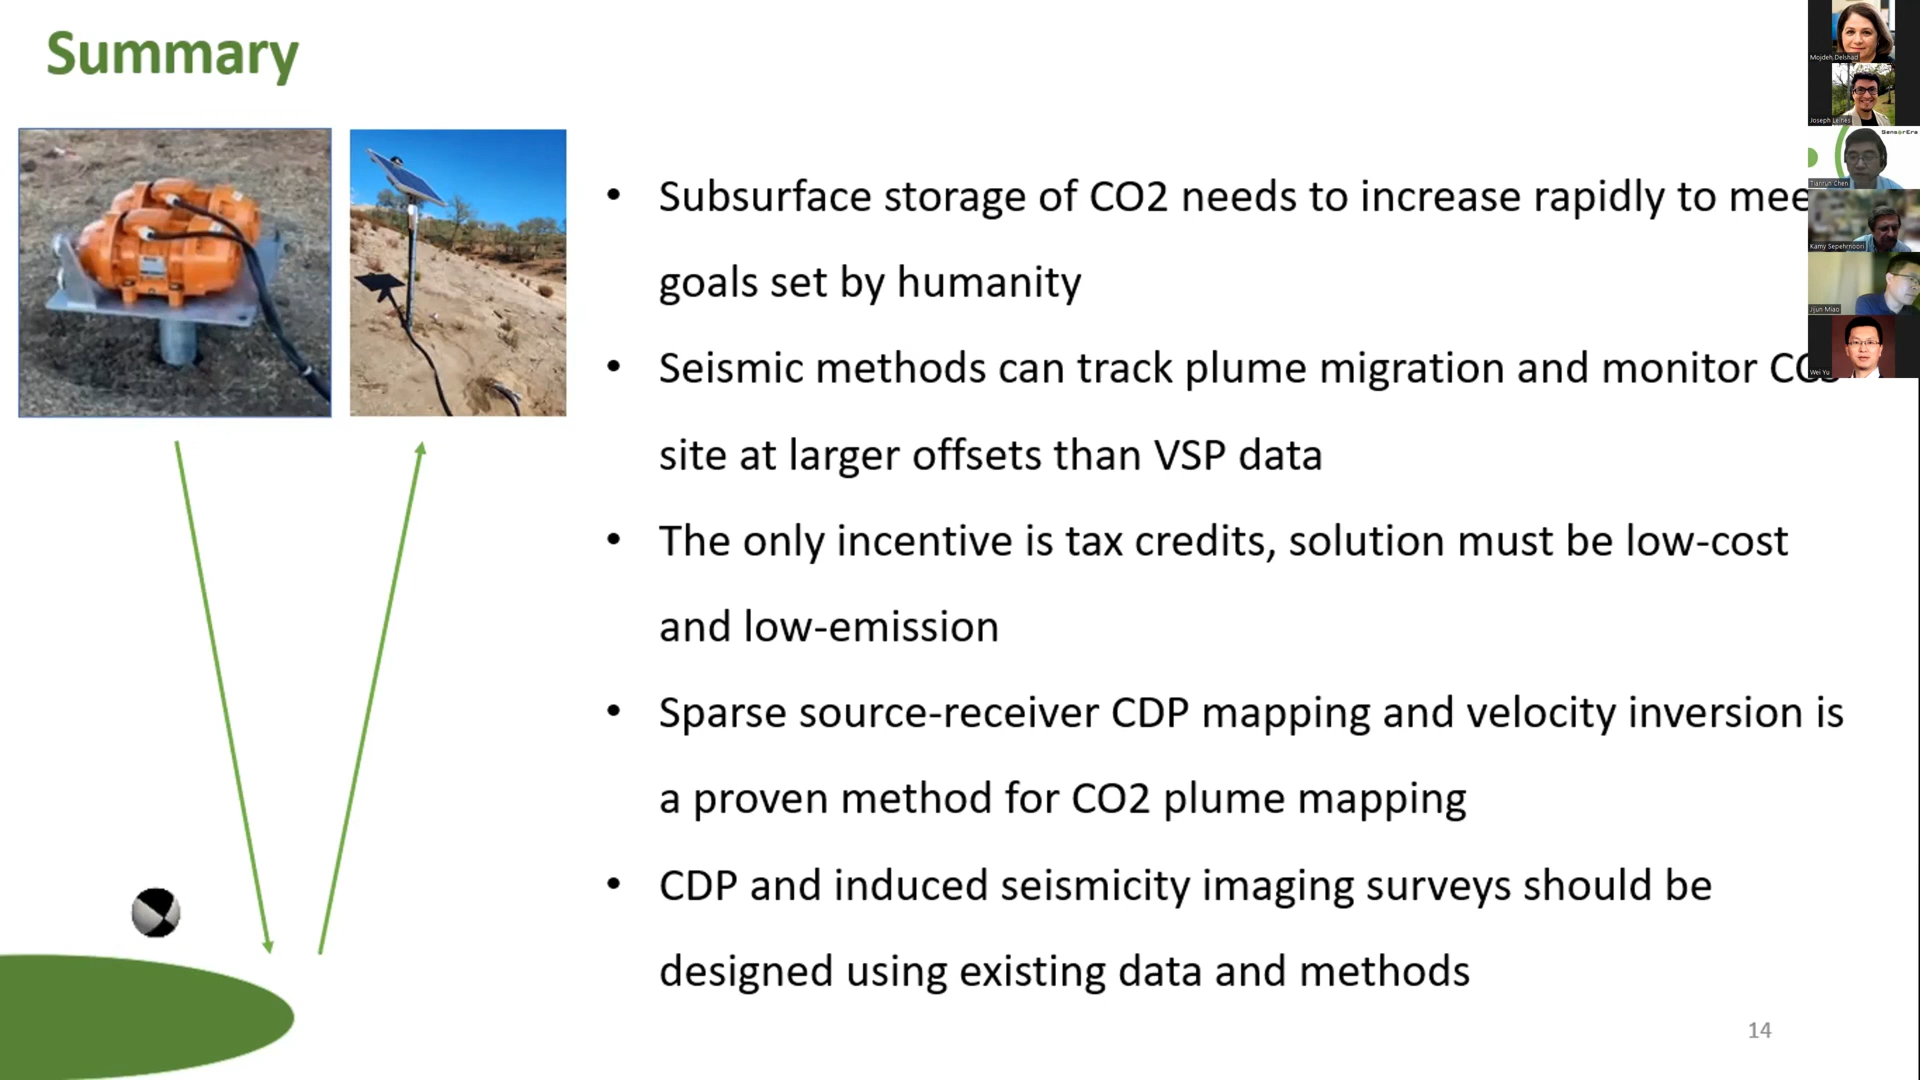 Summary
• Subsurface storage of CO2 needs to increase rapidly to mee
goals set by humanity
• Seismic methods can track plume migration and monitor
site at larger offsets than VSP data
• The only incentive is tax credits, solution must be low-cost
and low-emission
• Sparse source-receiver CDP mapping and velocity inversion is
a proven method for CO2 plume mapping
• CDP and induced seismicity imaging surveys should be
designed using existing data and methods
14
Mojdeh Delshad
Joseph Leines
SensorEra
Tianrun Chen
Kamy Sepehrnoori
Jijun Miao
Wei Yu